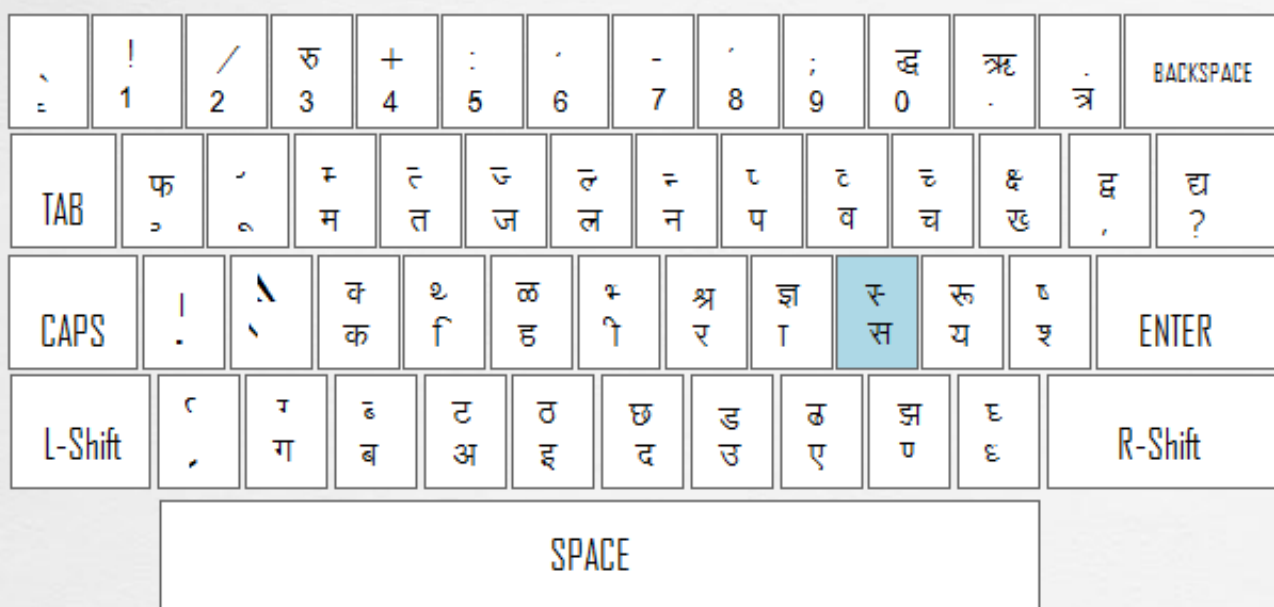 ! / रु + : - ; द्ध ऋ . BACKSPACE
1 2 3 4 5 6 7 8 9 0 . त्र
फ म्‍ त्‍ ज्‍ ल्‍ न्‍ प्‍ व्‍ च्‍ क्ष्‍ द्व द्य
TAB ु ू म त ज ल न प व च ख्‍ , ?
। क्‍ थ्‍ ळ भ्‍ श्र ज्ञ स्‍ रू ष्‍
CAPS . े क ि ह ी र ा स य श्‍ ENTER
ग्‍ ब्‍ ट ठ छ ड ढ झ घ्‍
L-Shift ग ब अ इ द उ ए ण्‍ ध्‍ R-Shift
SPACE